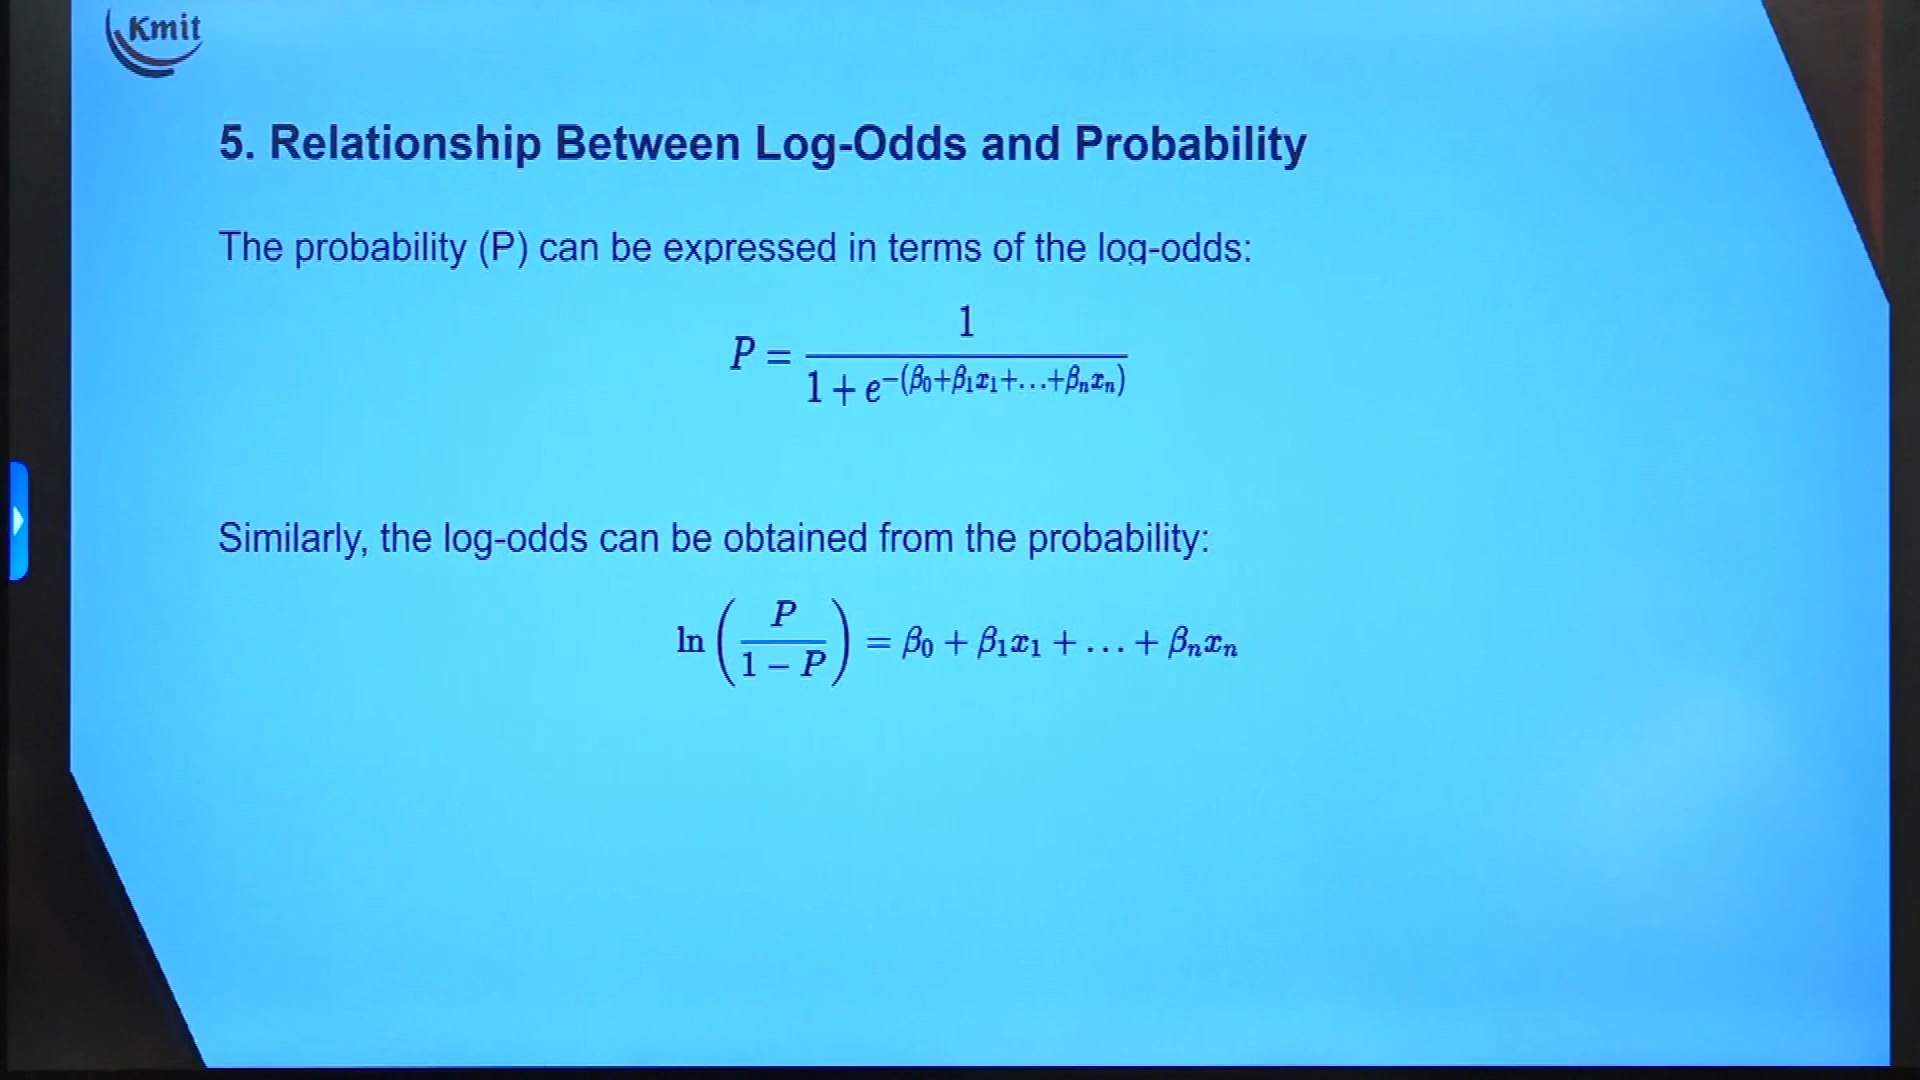 Kmit
5. Relationship Between Log-Odds and Probability
The probability (P) can be expressed in terms of the log-odds:
P = 1 / (1 + e^{-(β₀+β₁x₁+...+βₙxₙ)})
Similarly, the log-odds can be obtained from the probability:
ln (P / (1 − P)) = β₀ + β₁x₁ + ... + βₙxₙ